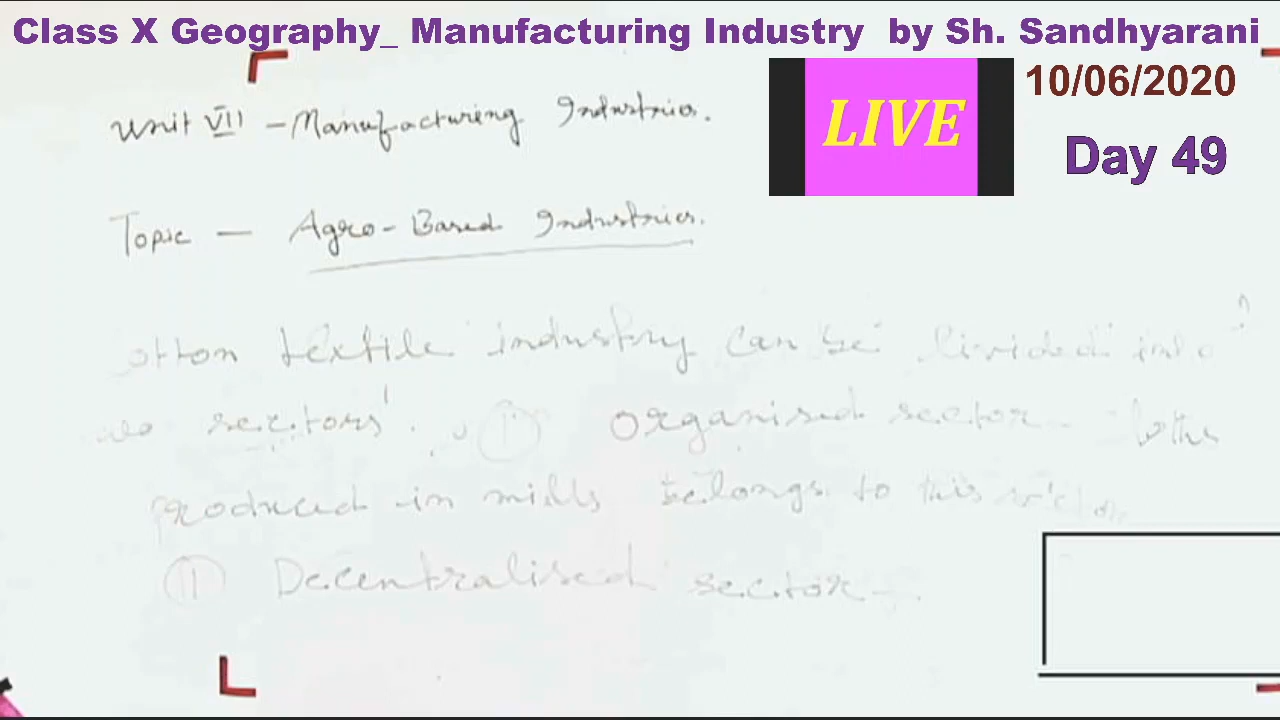 Class X Geography_ Manufacturing Industry by Sh. Sandhyarani
10/06/2020
LIVE
Day 49
Unit VII - Manufacturing Industries.
Topic - Agro-Based Industries.
otton textile industry can be divided into
sectors'. (I) Organised sector -
produced in mills belongs to this
(II) Decentralised sector -